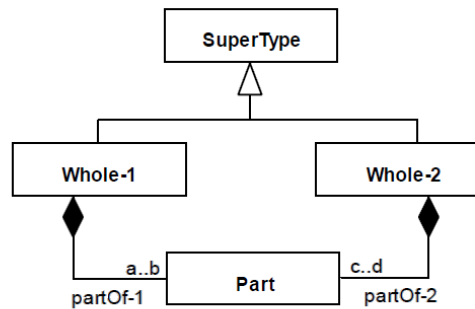 SuperType
Whole-1
Whole-2
a..b
Part
c..d
partOf-1
partOf-2